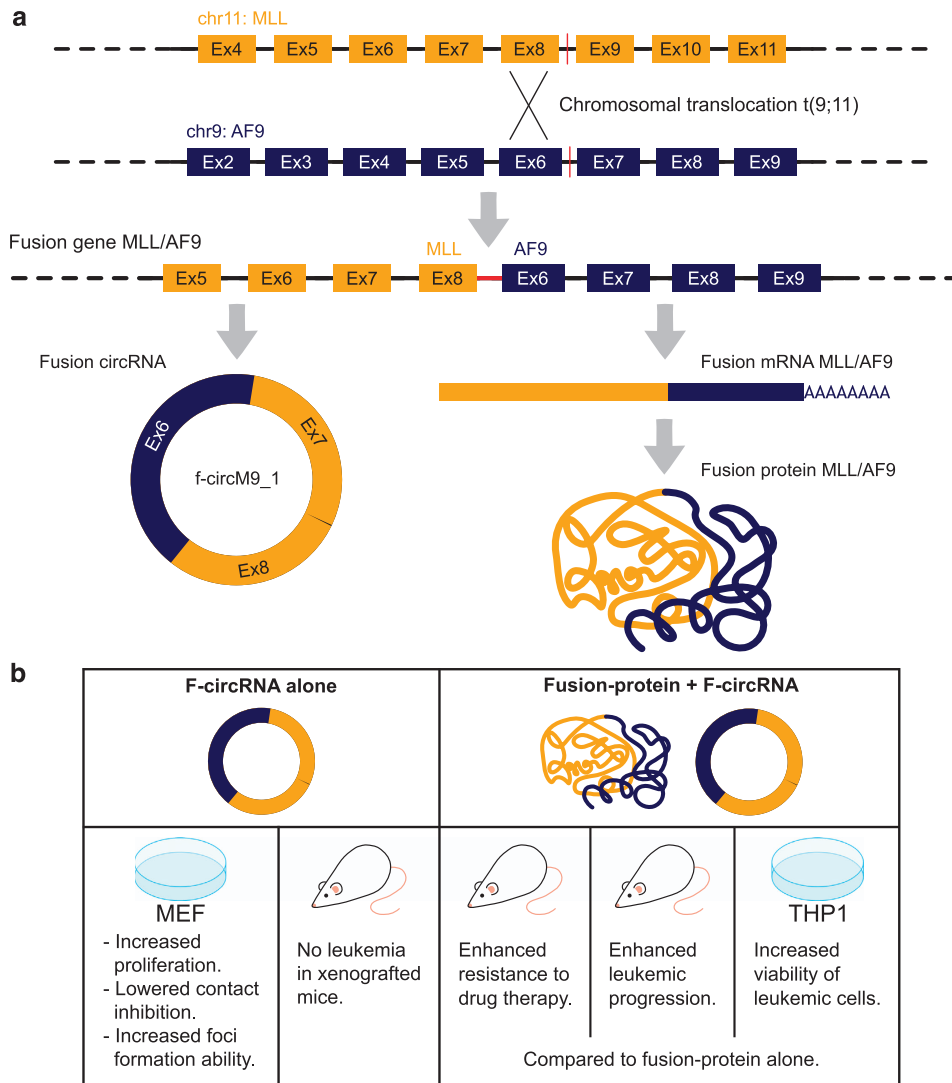 a
chr11: MLL
Ex4 Ex5 Ex6 Ex7 Ex8 Ex9 Ex10 Ex11
Chromosomal translocation t(9;11)
chr9: AF9
Ex2 Ex3 Ex4 Ex5 Ex6 Ex7 Ex8 Ex9
Fusion gene MLL/AF9
MLL AF9
Ex5 Ex6 Ex7 Ex8 Ex6 Ex7 Ex8 Ex9
Fusion circRNA
Ex6
Ex7
f-circM9_1
Ex8
Fusion mRNA MLL/AF9
AAAAAAAA
Fusion protein MLL/AF9
b
F-circRNA alone
Fusion-protein + F-circRNA
MEF
- Increased
proliferation.
- Lowered contact
inhibition.
- Increased foci
formation ability.
No leukemia
in xenografted
mice.
Enhanced
resistance to
drug therapy.
Enhanced
leukemic
progression.
THP1
Increased
viability of
leukemic cells.
Compared to fusion-protein alone.